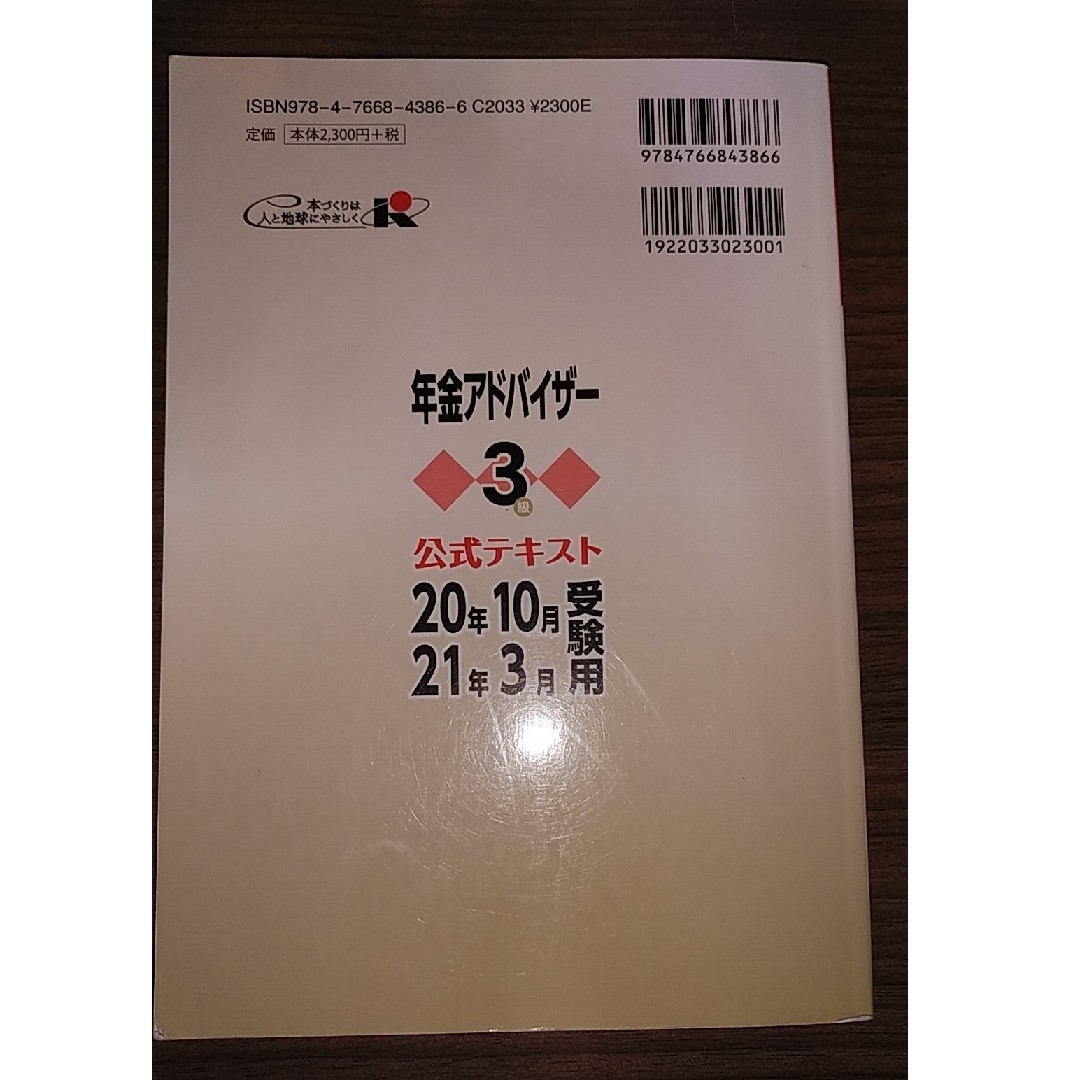 ISBN978-4-7668-4386-6 C2033 ¥2300E
定価 本体2,300円+税
9784766843866
本づくりは
人と地球にやさしく
1922033023001
年金アドバイザー
3級
公式テキスト
20年10月
21年3月
受験用